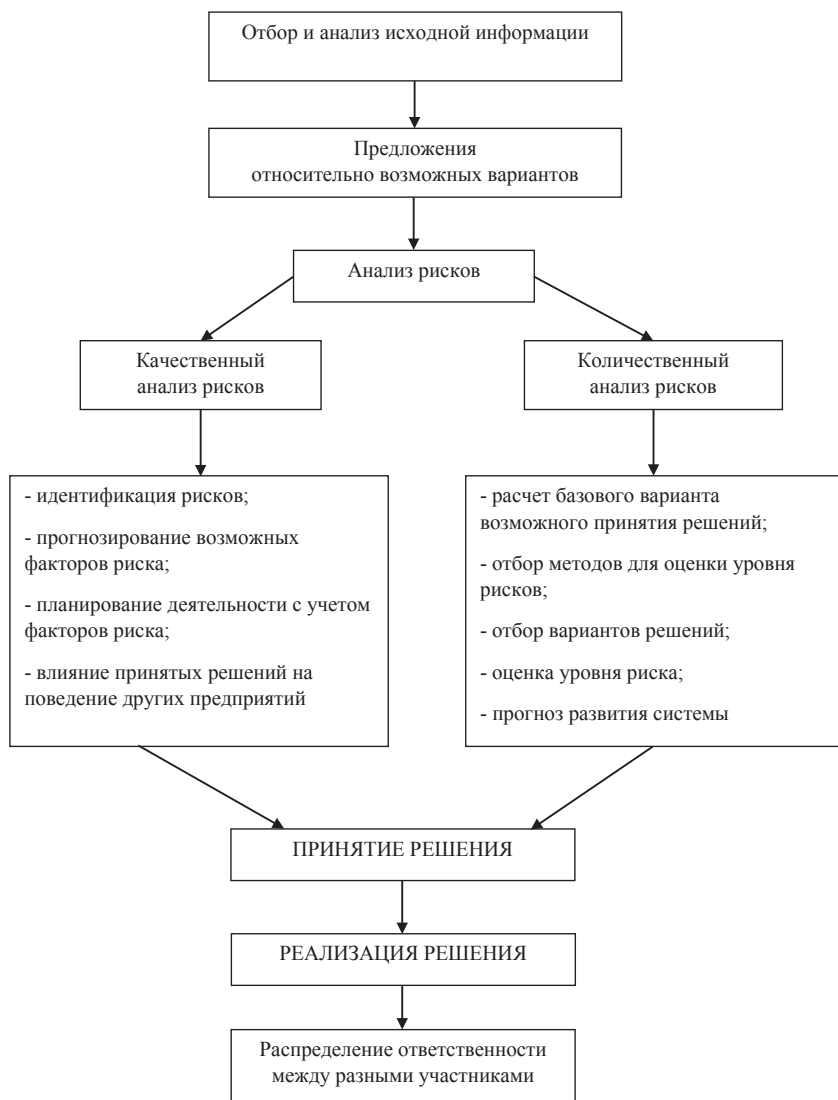 Отбор и анализ исходной информации
Предложения
относительно возможных вариантов
Анализ рисков
Качественный
анализ рисков
Количественный
анализ рисков
- идентификация рисков;
- прогнозирование возможных
факторов риска;
- планирование деятельности с учетом
факторов риска;
- влияние принятых решений на
поведение других предприятий
- расчет базового варианта
возможного принятия решений;
- отбор методов для оценки уровня
рисков;
- отбор вариантов решений;
- оценка уровня риска;
- прогноз развития системы
ПРИНЯТИЕ РЕШЕНИЯ
РЕАЛИЗАЦИЯ РЕШЕНИЯ
Распределение ответственности
между разными участниками